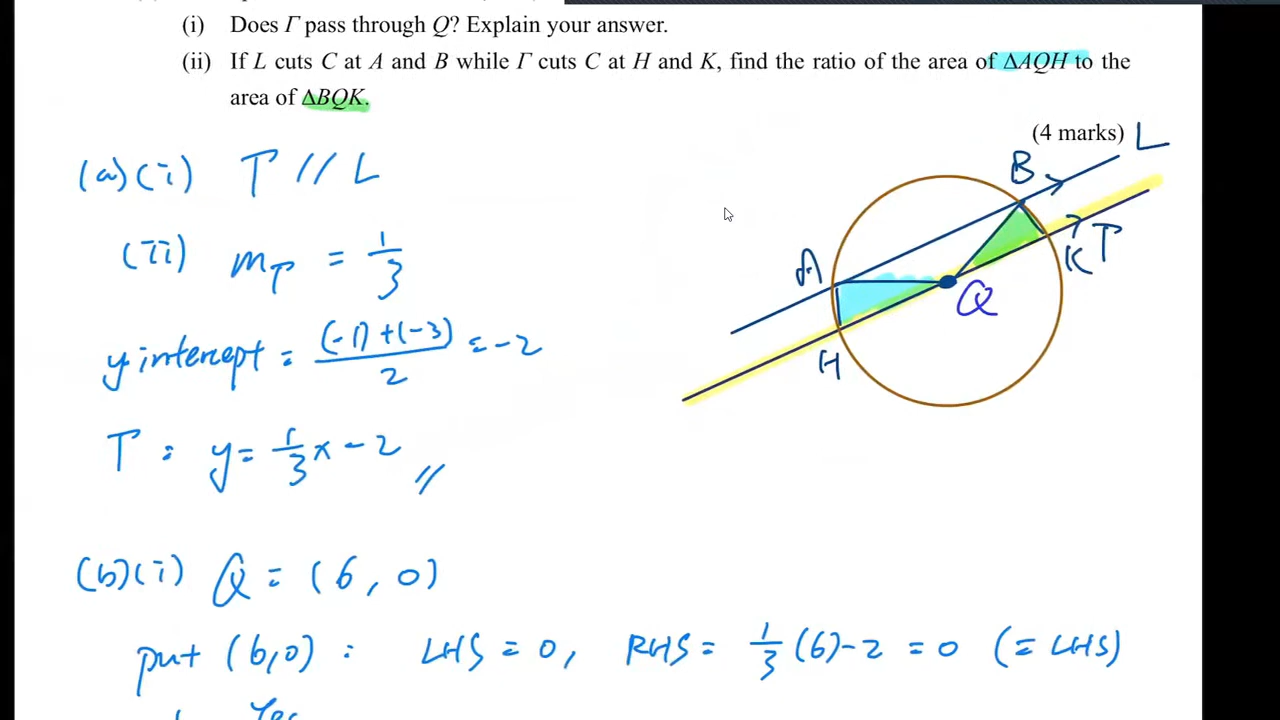 (i) Does Γ pass through Q? Explain your answer.
(ii) If L cuts C at A and B while Γ cuts C at H and K, find the ratio of the area of ΔAQH to the
area of ΔBQK.
(4 marks)
L
B
A
K Γ
Q
H
(a)(i) Γ // L
(ii) mΓ = 1/3
y intercept = ((-1)+(-3))/2 = -2
Γ : y = 1/3 x - 2 //
(b)(i) Q = (6, 0)
put (6,0) : LHS = 0, RHS = 1/3 (6) - 2 = 0 (= LHS)
Yes